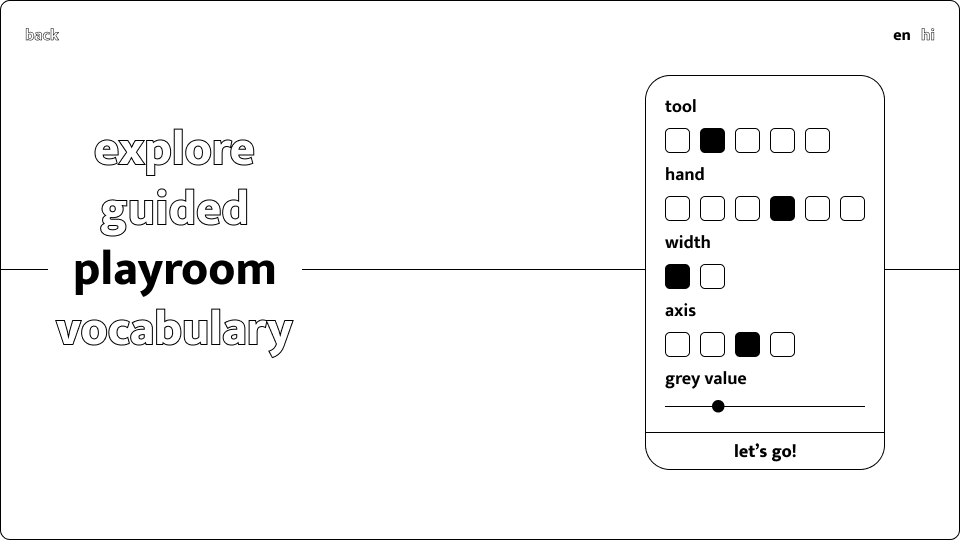 back
en hi
explore
guided
playroom
vocabulary
tool
hand
width
axis
grey value
let’s go!